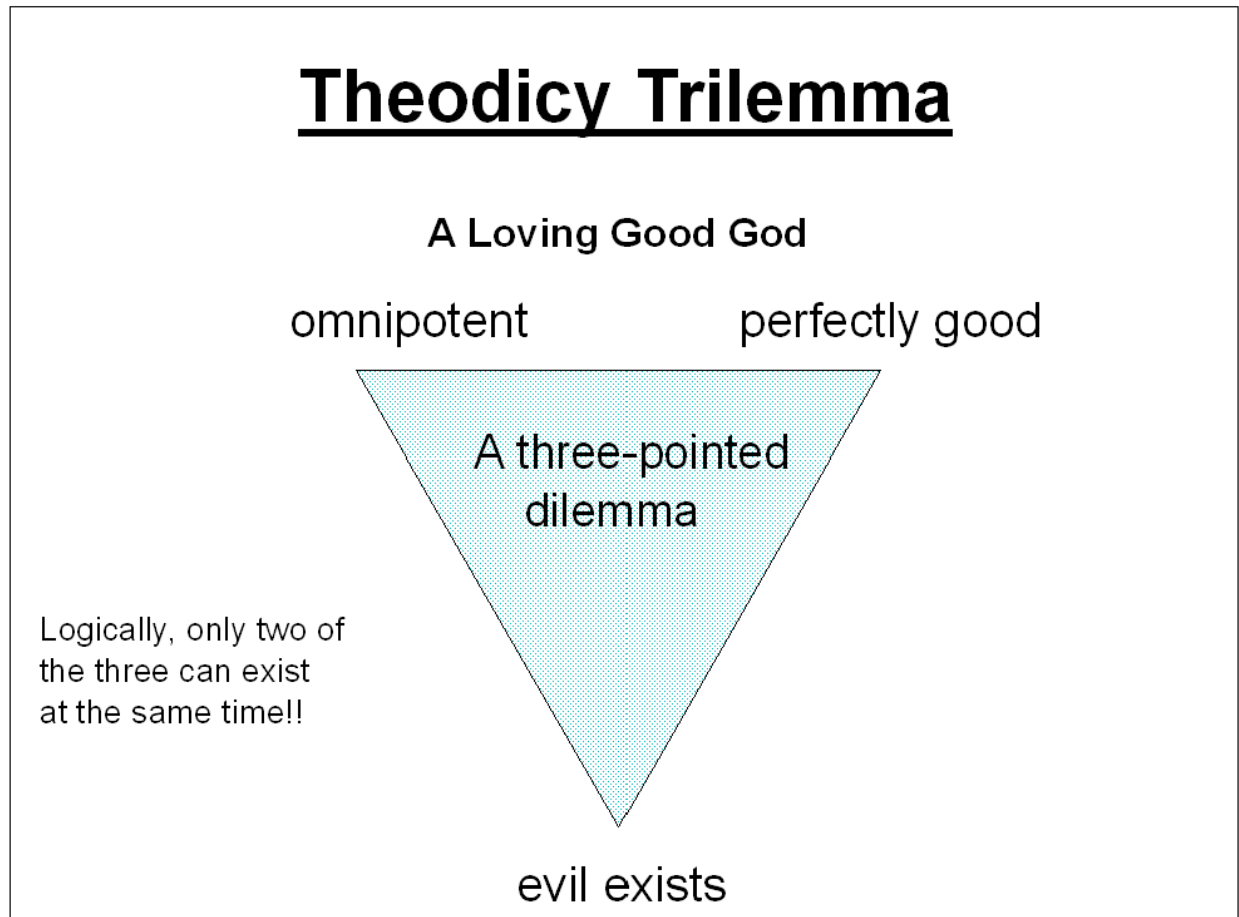 Theodicy Trilemma
A Loving Good God
omnipotent
perfectly good
A three-pointed
dilemma
Logically, only two of
the three can exist
at the same time!!
evil exists